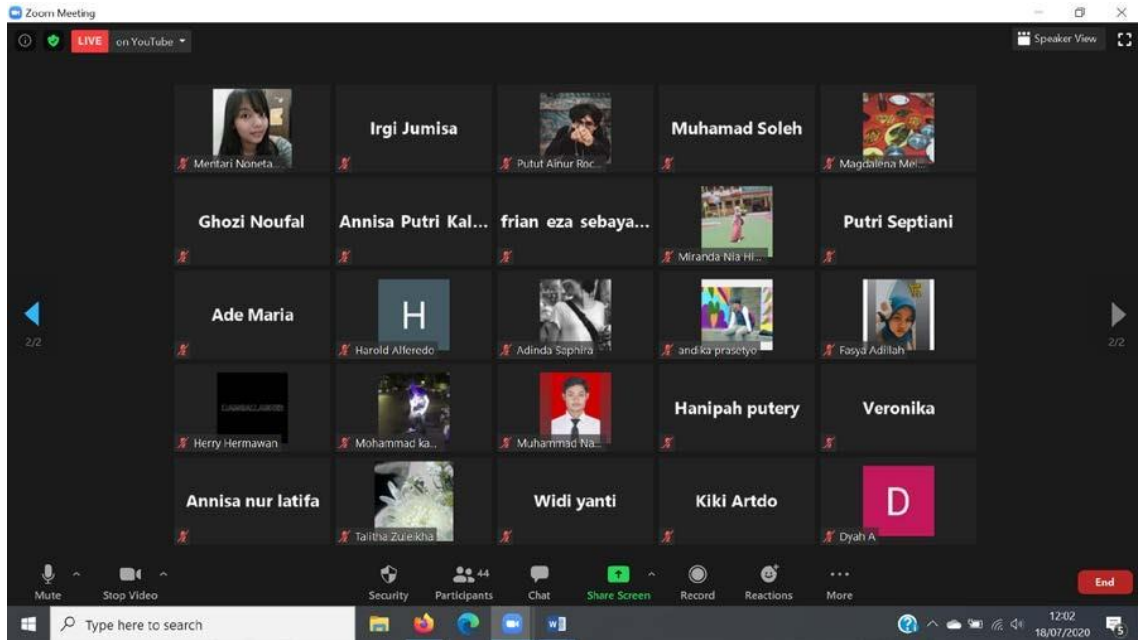 Zoom Meeting
LIVE on YouTube
Speaker View
Mentari Noneta...
Irgi Jumisa
Putut Ainur Roc...
Muhamad Soleh
Magdalena Mei...
Ghozi Noufal
Annisa Putri Kal...
frian eza sebaya...
Miranda Nia Hi...
Putri Septiani
2/2
Ade Maria
H
Harold Alferedo
Adinda Saphira
andika prasetyo
Fasya Adillah
2/2
Herry Hermawan
Mohammad ka...
Muhammad Na...
Hanipah putery
Veronika
Annisa nur latifa
Talitha Zuleikha
Widi yanti
Kiki Artdo
D
Dyah A
Mute
Stop Video
Security
44
Participants
Chat
Share Screen
Record
Reactions
More
End
Type here to search
12:02
18/07/2020
5